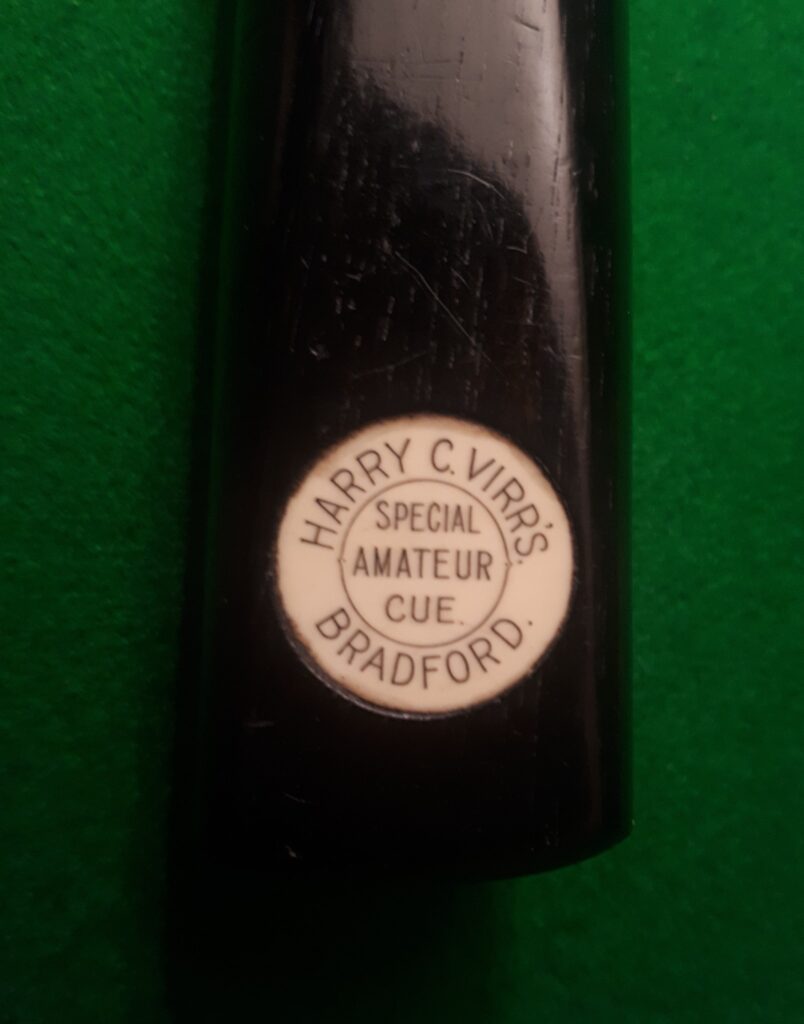 HARRY C. VIRR'S.
SPECIAL
AMATEUR
CUE.
BRADFORD.